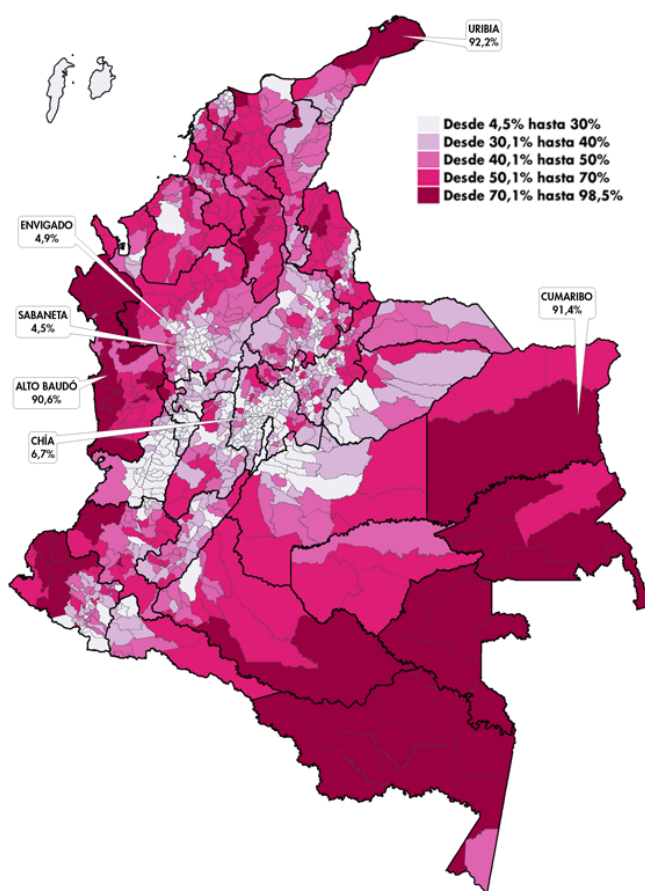 URIBIA
92,2%
Desde 4,5% hasta 30%
Desde 30,1% hasta 40%
Desde 40,1% hasta 50%
Desde 50,1% hasta 70%
Desde 70,1% hasta 98,5%
ENVIGADO
4,9%
CUMARIBO
91,4%
SABANETA
4,5%
ALTO BAUDÓ
90,6%
CHÍA
6,7%